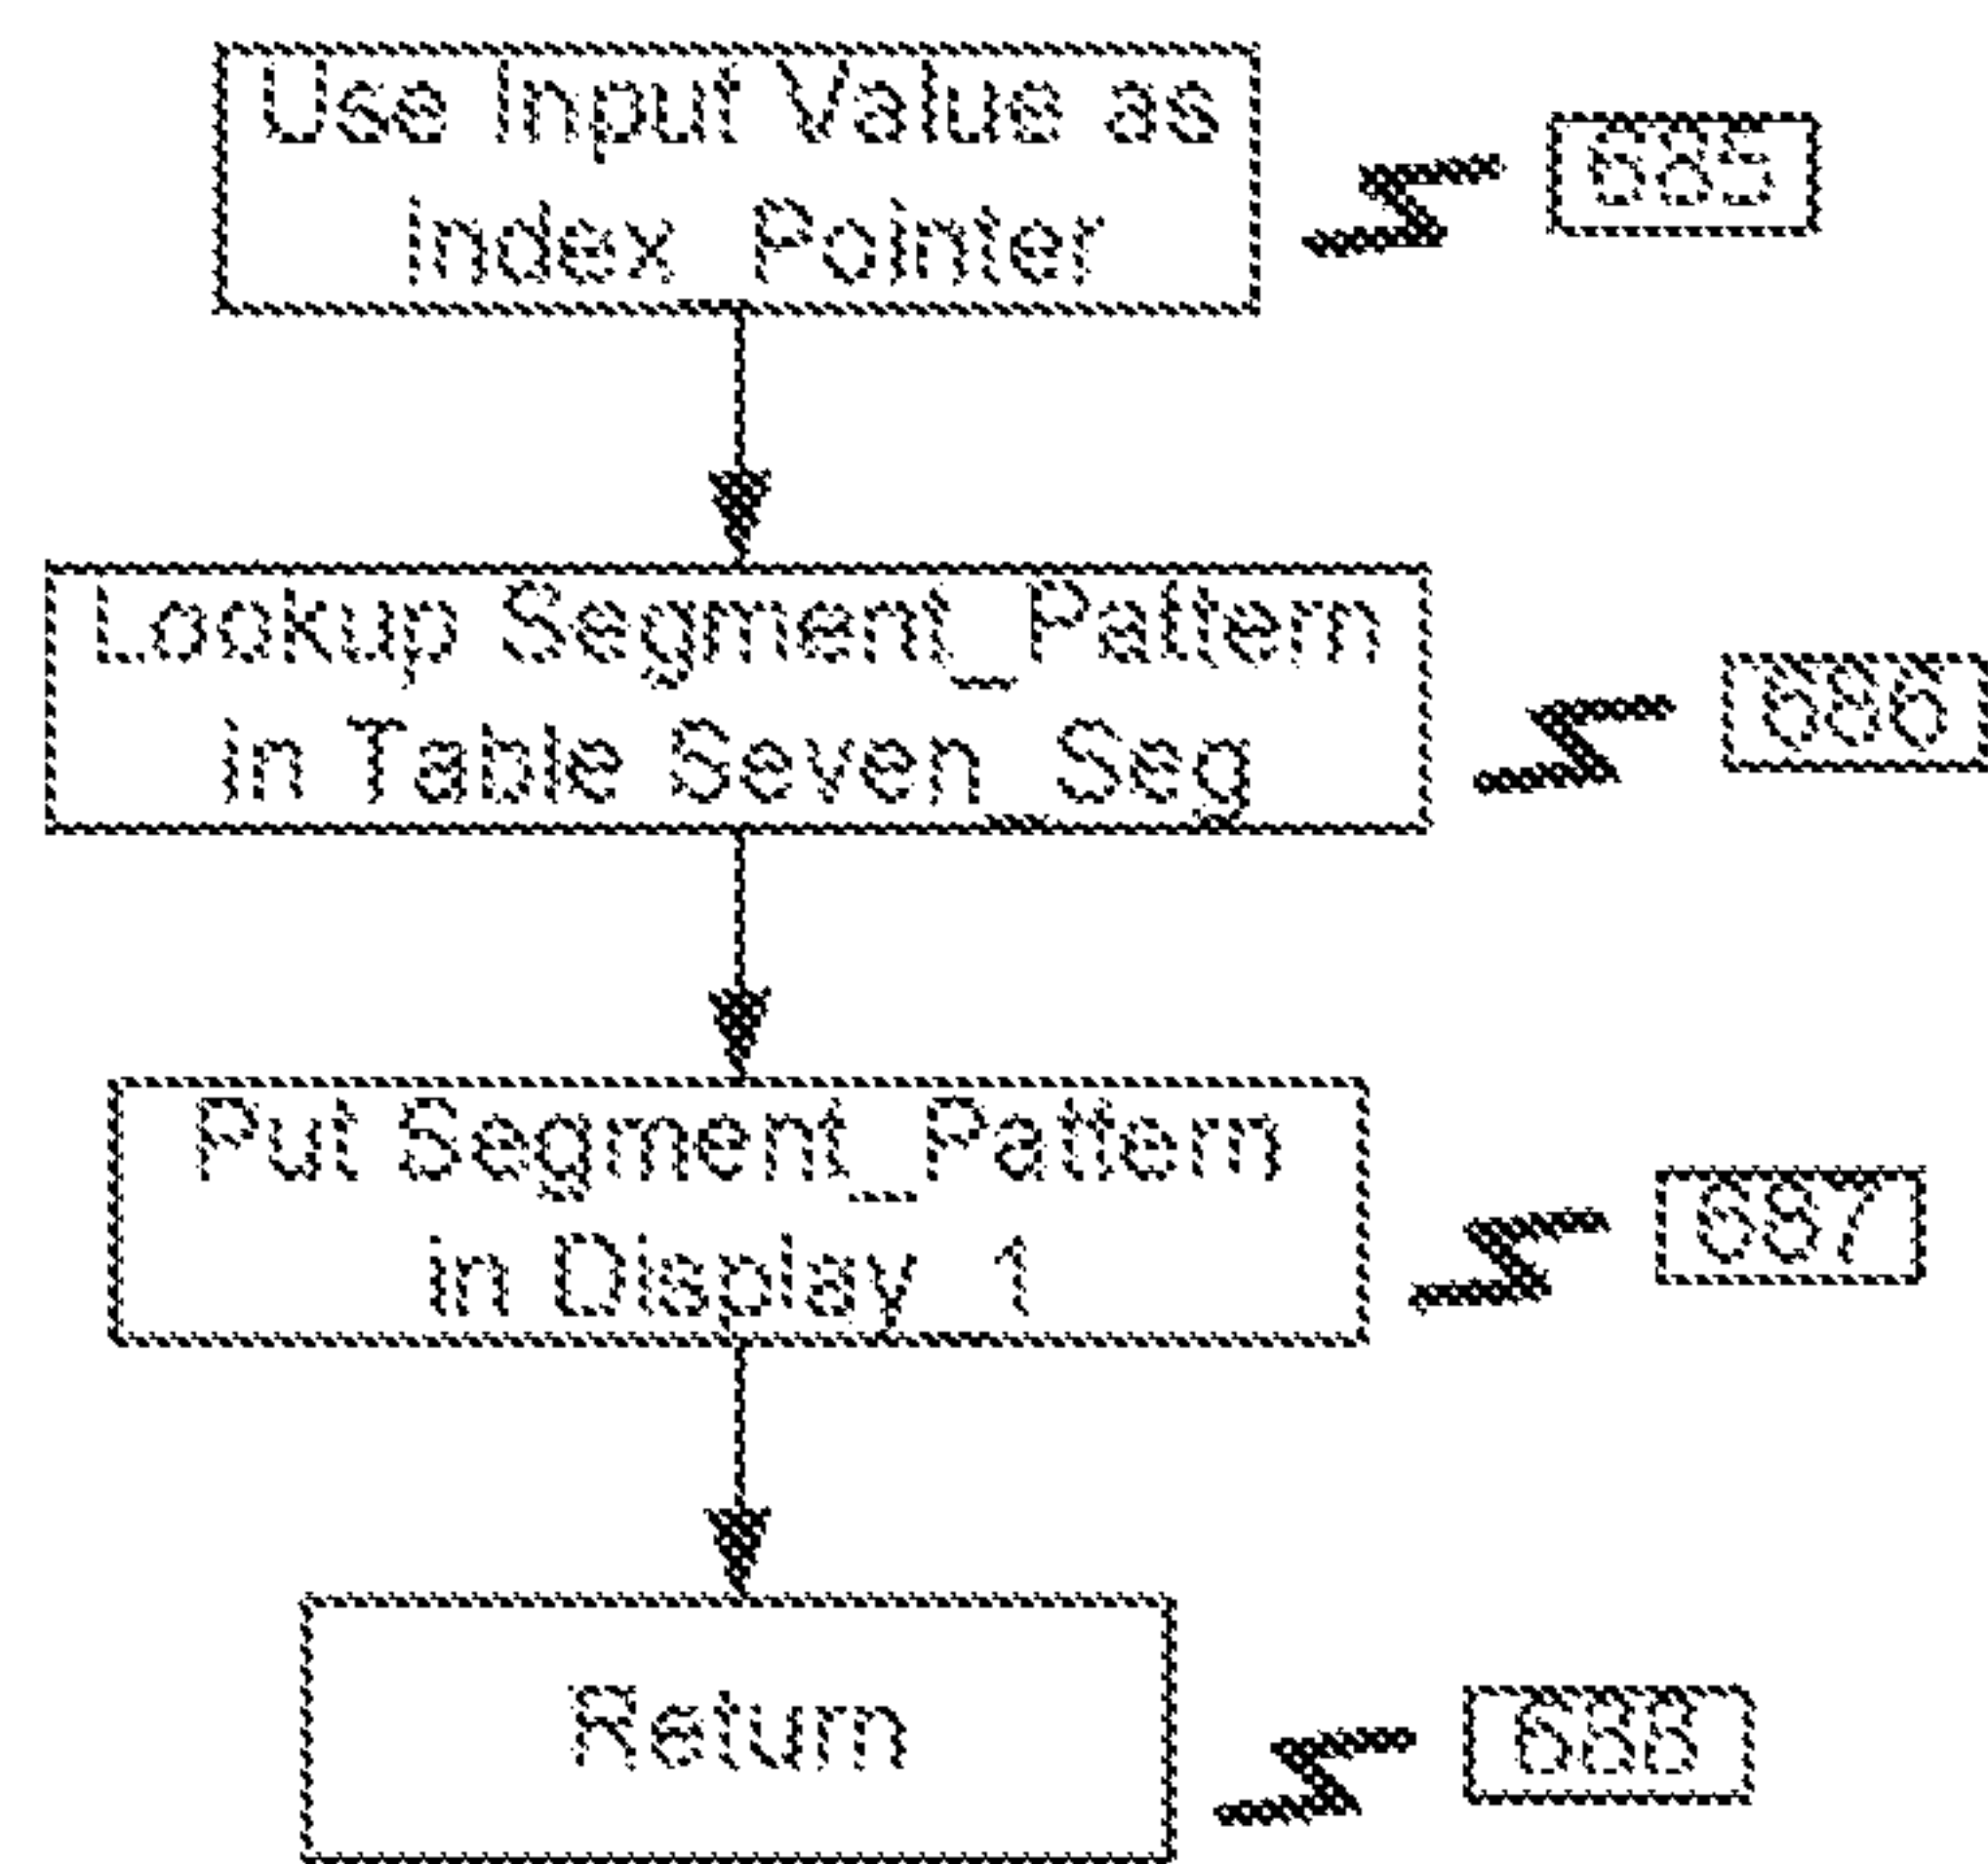 Use Input Value as
Index_Pointer
685
Lookup Segment_Pattern
in Table Seven_Seg
686
Put Segment_Pattern
in Display_1
687
Return
688